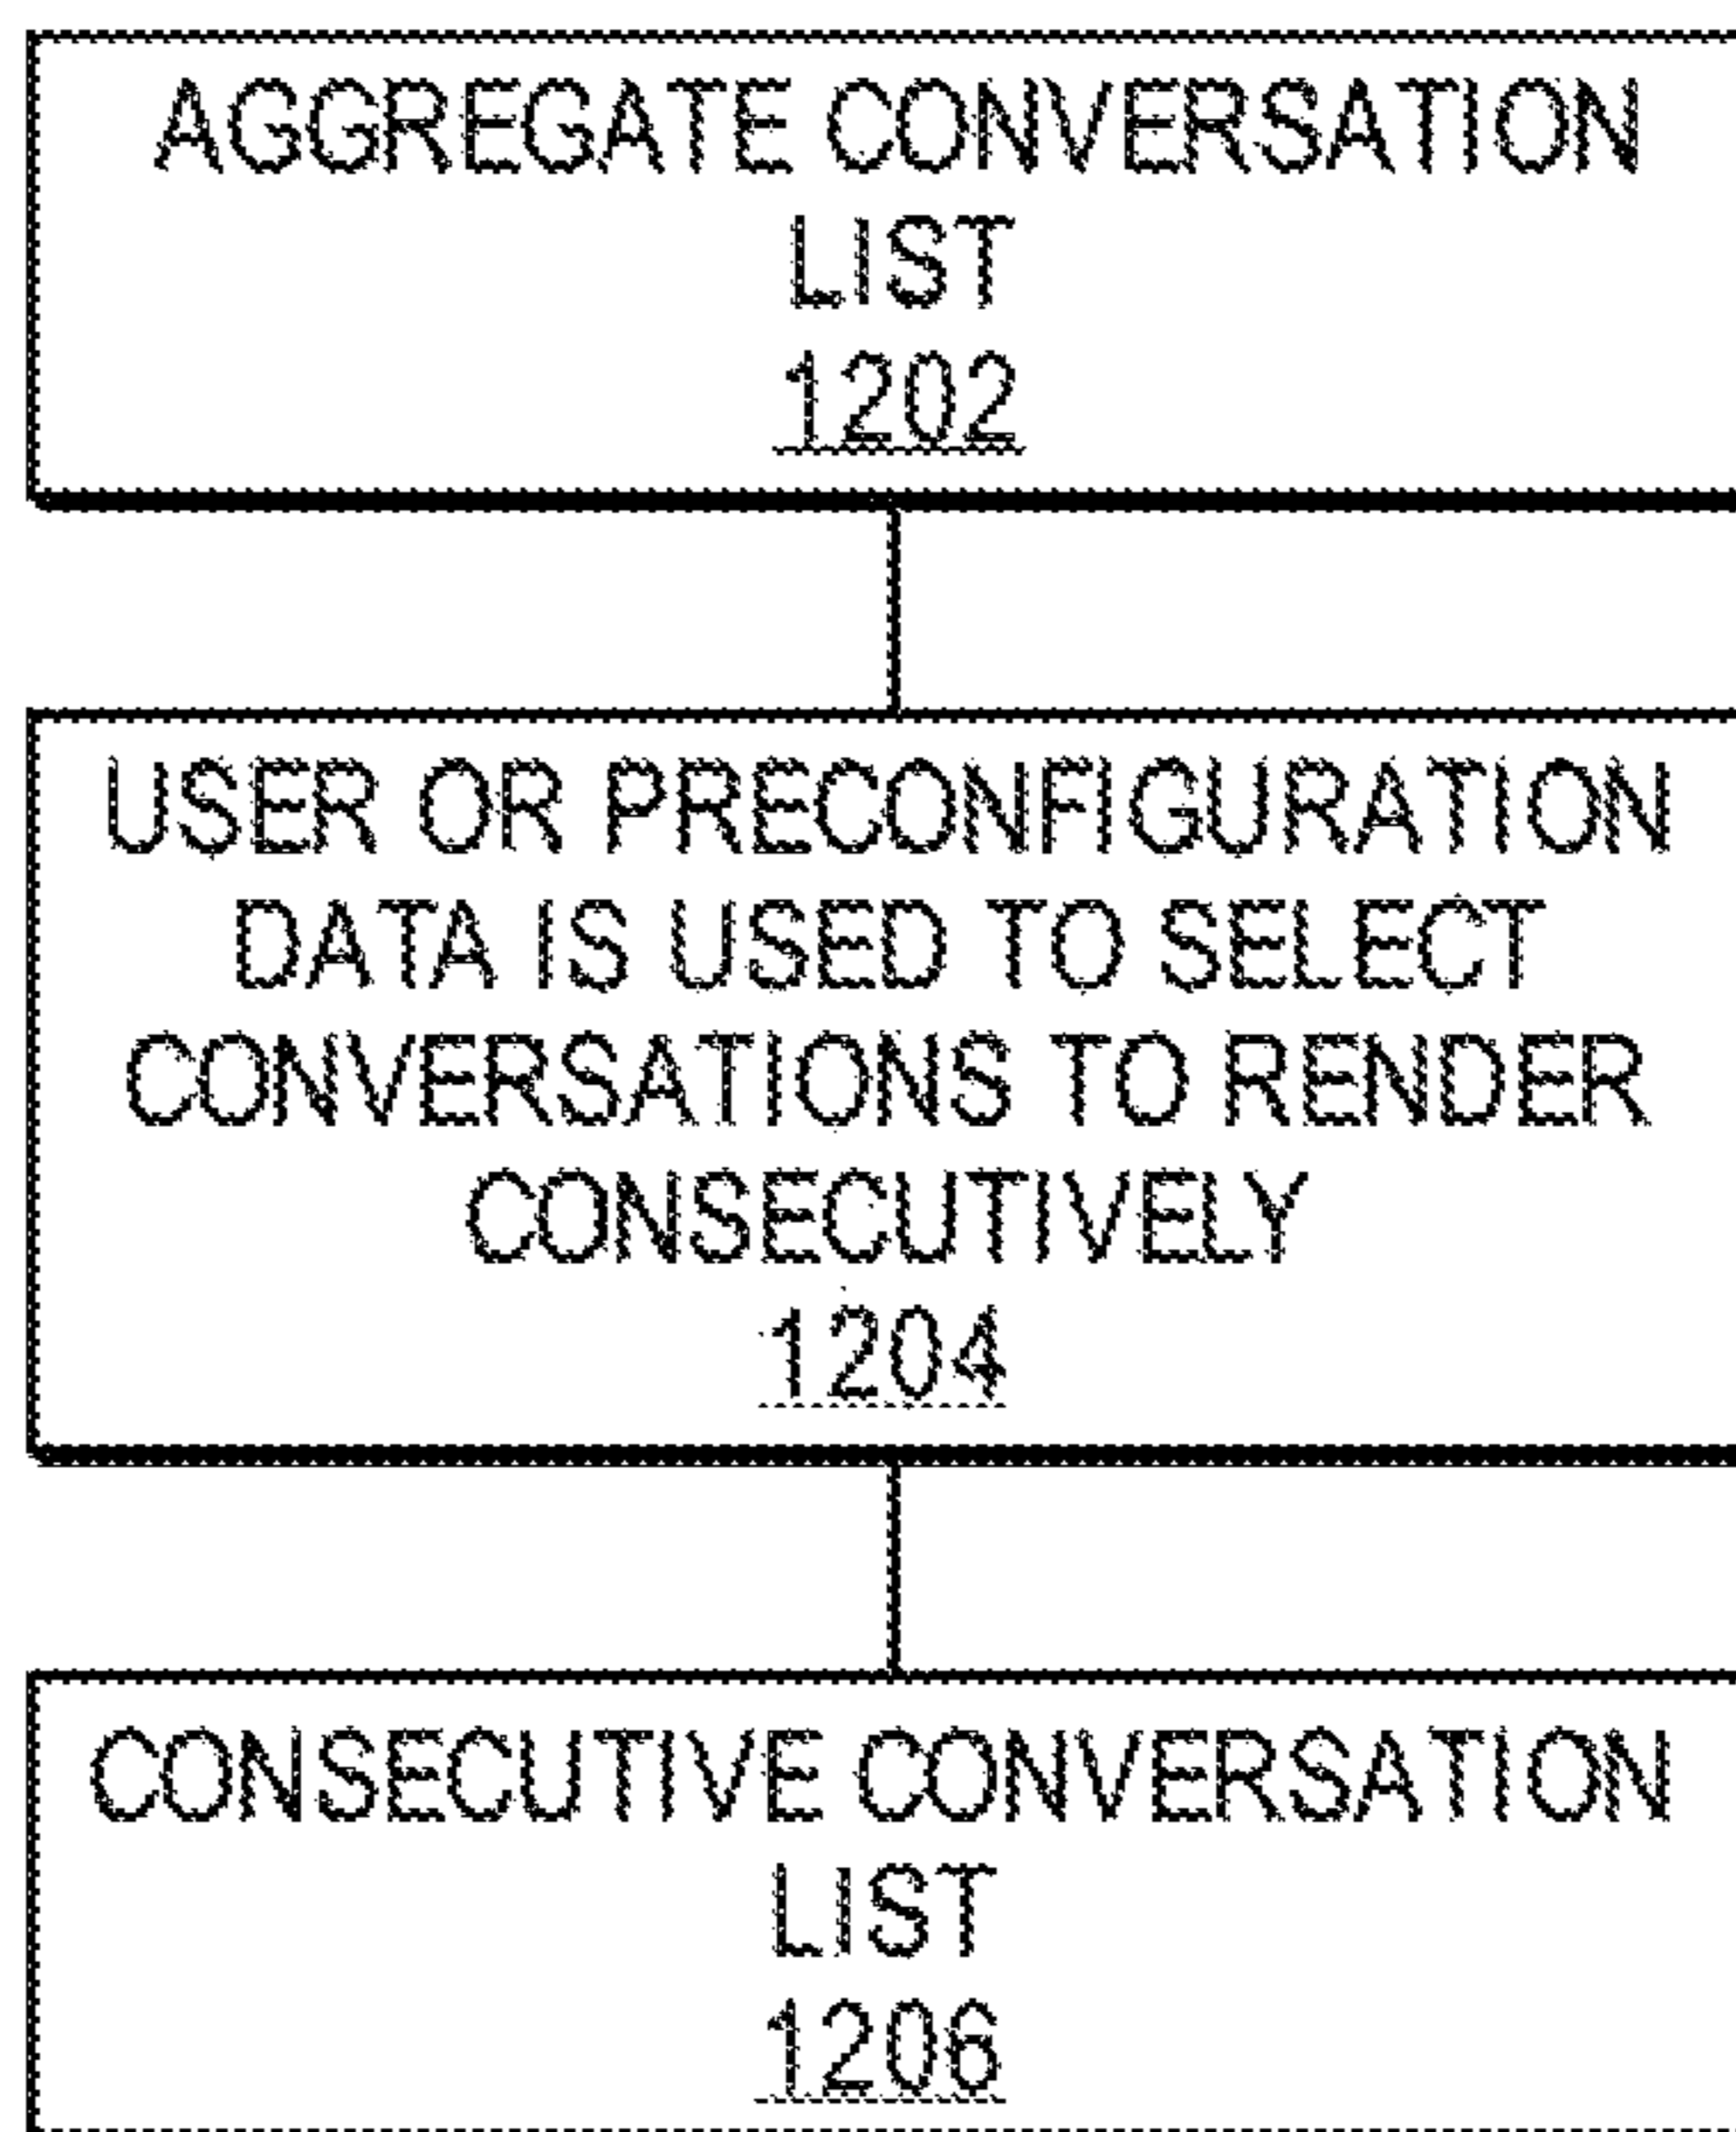 AGGREGATE CONVERSATION
LIST
1202
USER OR PRECONFIGURATION
DATA IS USED TO SELECT
CONVERSATIONS TO RENDER
CONSECUTIVELY
1204
CONSECUTIVE CONVERSATION
LIST
1206